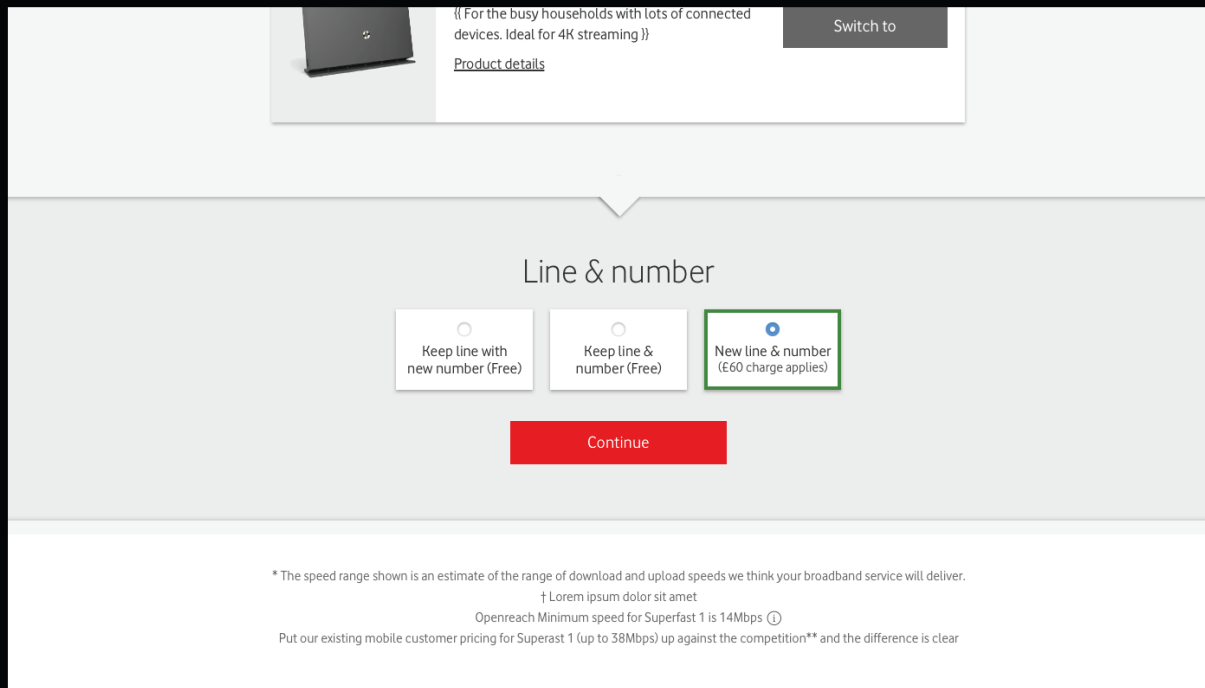 {{ For the busy households with lots of connected
devices. Ideal for 4K streaming }}
Product details
Switch to
Line & number
Keep line with
new number (Free)
Keep line &
number (Free)
New line & number
(£60 charge applies)
Continue
* The speed range shown is an estimate of the range of download and upload speeds we think your broadband service will deliver.
† Lorem ipsum dolor sit amet
Openreach Minimum speed for Superfast 1 is 14Mbps
Put our existing mobile customer pricing for Superast 1 (up to 38Mbps) up against the competition** and the difference is clear